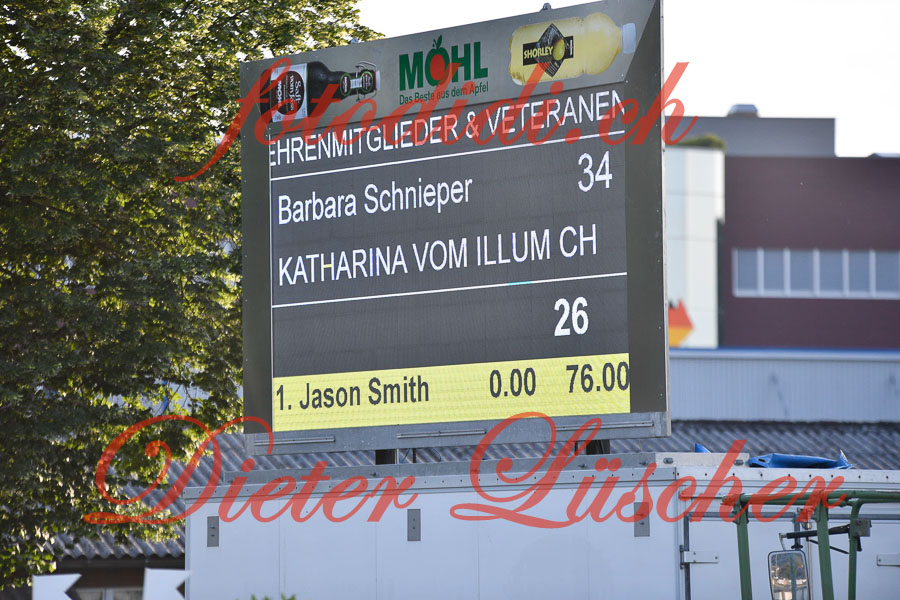 MÖHL
Das Beste aus dem Apfel
SHORLEY
fotodidi.ch
EHRENMITGLIEDER & VETERANEN
Barbara Schnieper 34
KATHARINA VOM ILLUM CH
26
1. Jason Smith 0.00 76.00
Dieter Lüscher